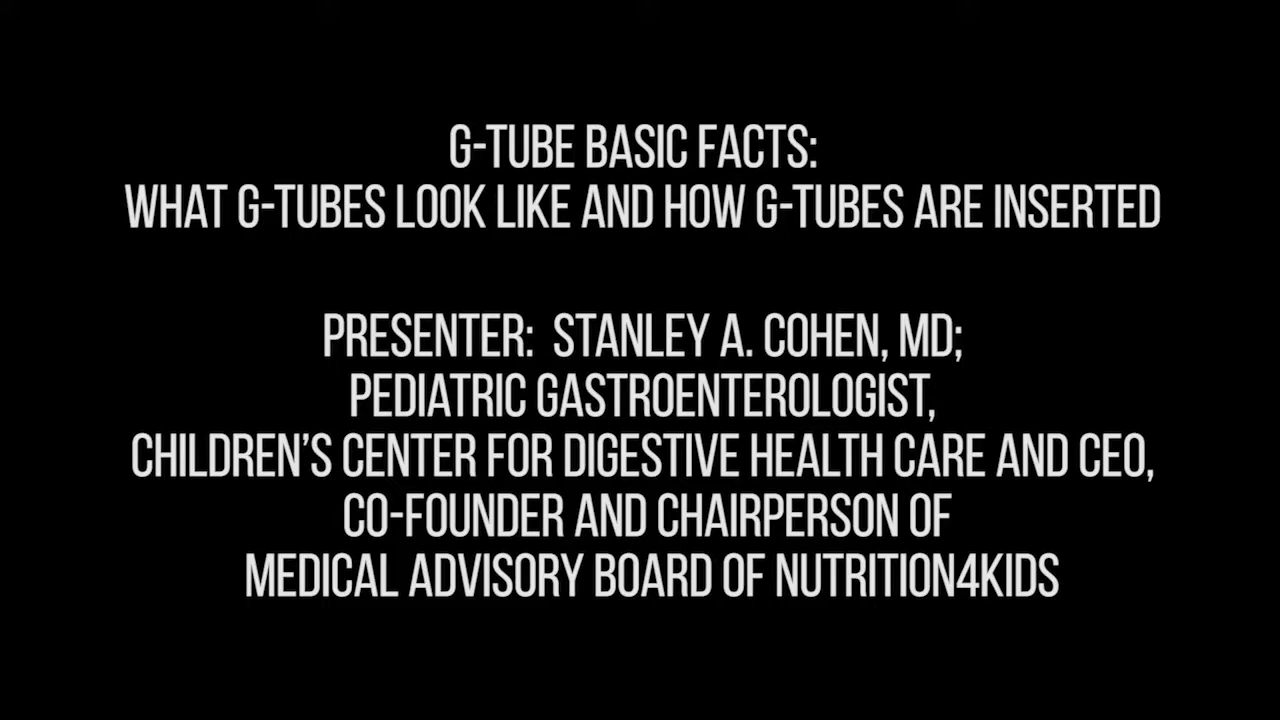 G-TUBE BASIC FACTS:
WHAT G-TUBES LOOK LIKE AND HOW G-TUBES ARE INSERTED
PRESENTER: STANLEY A. COHEN, MD;
PEDIATRIC GASTROENTEROLOGIST,
CHILDREN'S CENTER FOR DIGESTIVE HEALTH CARE AND CEO,
CO-FOUNDER AND CHAIRPERSON OF
MEDICAL ADVISORY BOARD OF NUTRITION4KIDS